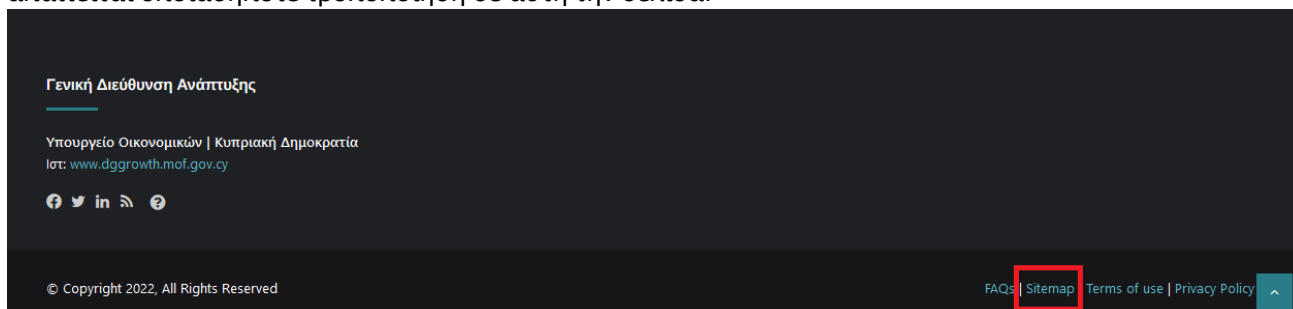 Γενική Διεύθυνση Ανάπτυξης
Υπουργείο Οικονομικών | Κυπριακή Δημοκρατία
Ιστ: www.dggrowth.mof.gov.cy
© Copyright 2022, All Rights Reserved
FAQs | Sitemap Terms of use | Privacy Policy